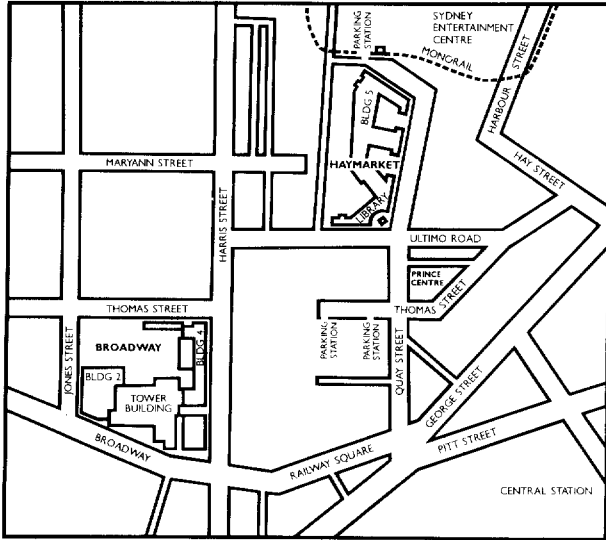 PARKING
STATION
SYDNEY
ENTERTAINMENT
CENTRE
MONORAIL
HARBOUR STREET
BLDG 5
MARYANN STREET
HAYMARKET
HAY STREET
LIBRARY
HARRIS STREET
ULTIMO ROAD
PRINCE
CENTRE
THOMAS STREET
THOMAS STREET
JONES STREET
BROADWAY
BLDG 4
PARKING
STATION
PARKING
STATION
QUAY STREET
BLDG 2
TOWER
BUILDING
GEORGE STREET
BROADWAY
RAILWAY SQUARE
PITT STREET
CENTRAL STATION